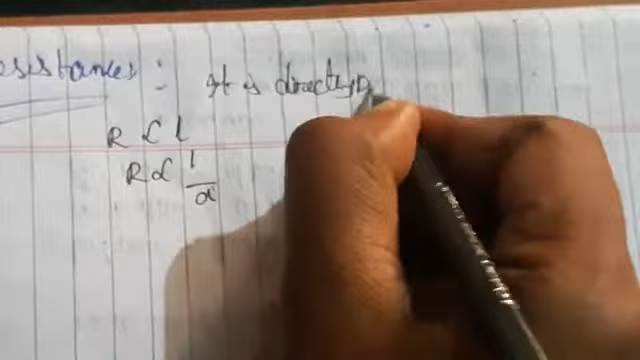 esistances : It is directly p
R ∝ l
R ∝ 1/a